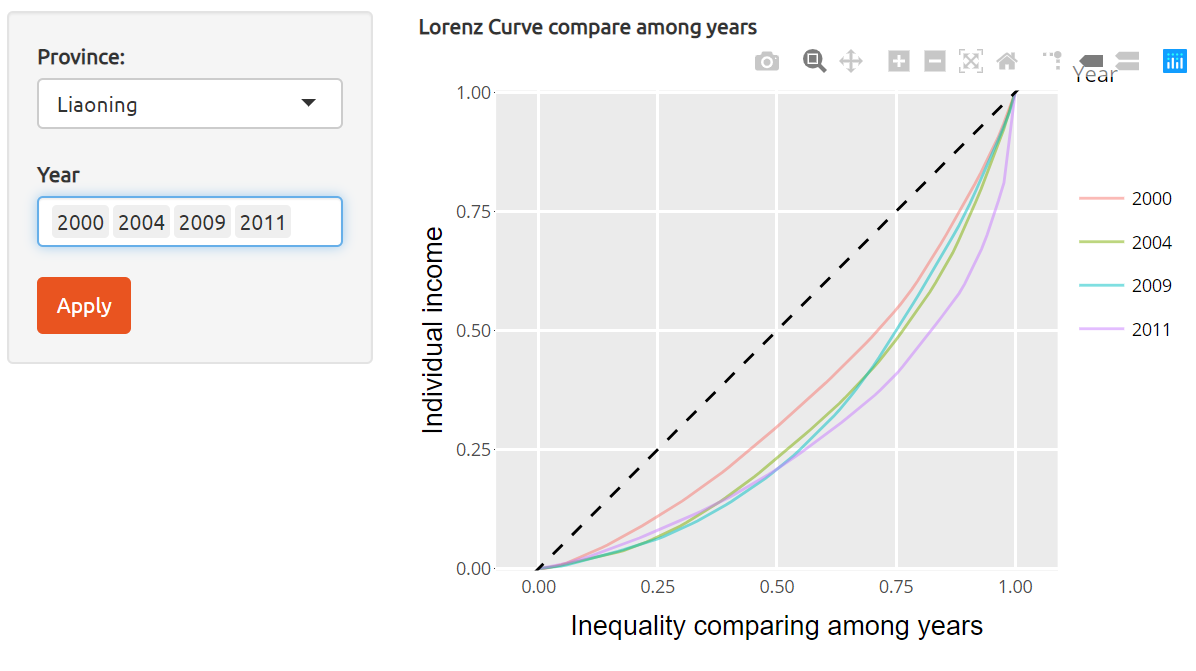 Province:
Liaoning
Year
2000 2004 2009 2011
Apply
Lorenz Curve compare among years
Year
2000
2004
2009
2011
Individual income
1.00
0.75
0.50
0.25
0.00
0.00 0.25 0.50 0.75 1.00
Inequality comparing among years